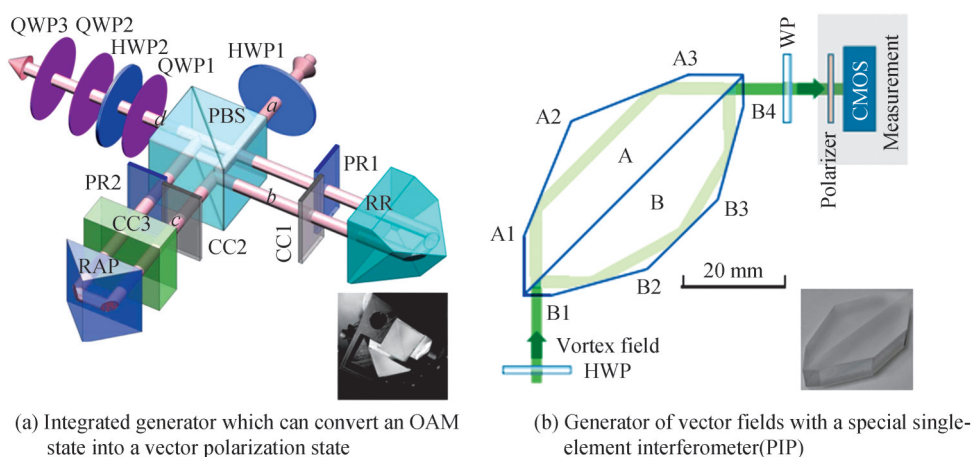 QWP3
QWP2
HWP2
QWP1
HWP1
a
PBS
d
PR1
PR2
b
RR
CC3
c
CC2
CC1
RAP
WP
A3
A2
B4
Polarizer
CMOS
Measurement
A
B
B3
A1
20 mm
B2
B1
Vortex field
HWP
(a) Integrated generator which can convert an OAM
state into a vector polarization state
(b) Generator of vector fields with a special single-
element interferometer(PIP)